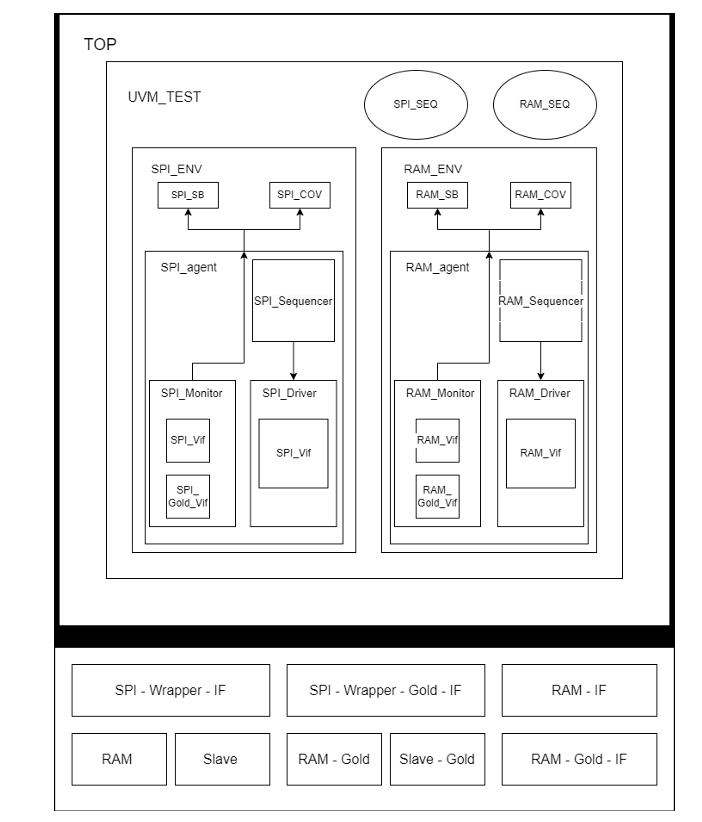 TOP
UVM_TEST
SPI_SEQ
RAM_SEQ
SPI_ENV
SPI_SB
SPI_COV
SPI_agent
SPI_Sequencer
SPI_Monitor
SPI_Vif
SPI_
Gold_Vif
SPI_Driver
SPI_Vif
RAM_ENV
RAM_SB
RAM_COV
RAM_agent
RAM_Sequencer
RAM_Monitor
RAM_Vif
RAM_
Gold_Vif
RAM_Driver
RAM_Vif
SPI - Wrapper - IF
SPI - Wrapper - Gold - IF
RAM - IF
RAM
Slave
RAM - Gold
Slave - Gold
RAM - Gold - IF